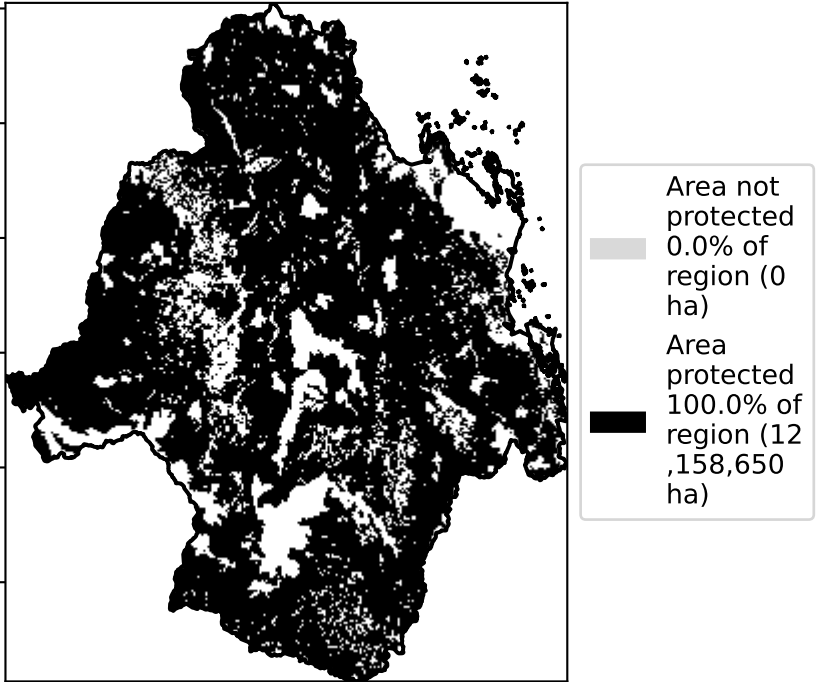 Area not
protected
0.0% of
region (0
ha)
Area
protected
100.0% of
region (12
,158,650
ha)